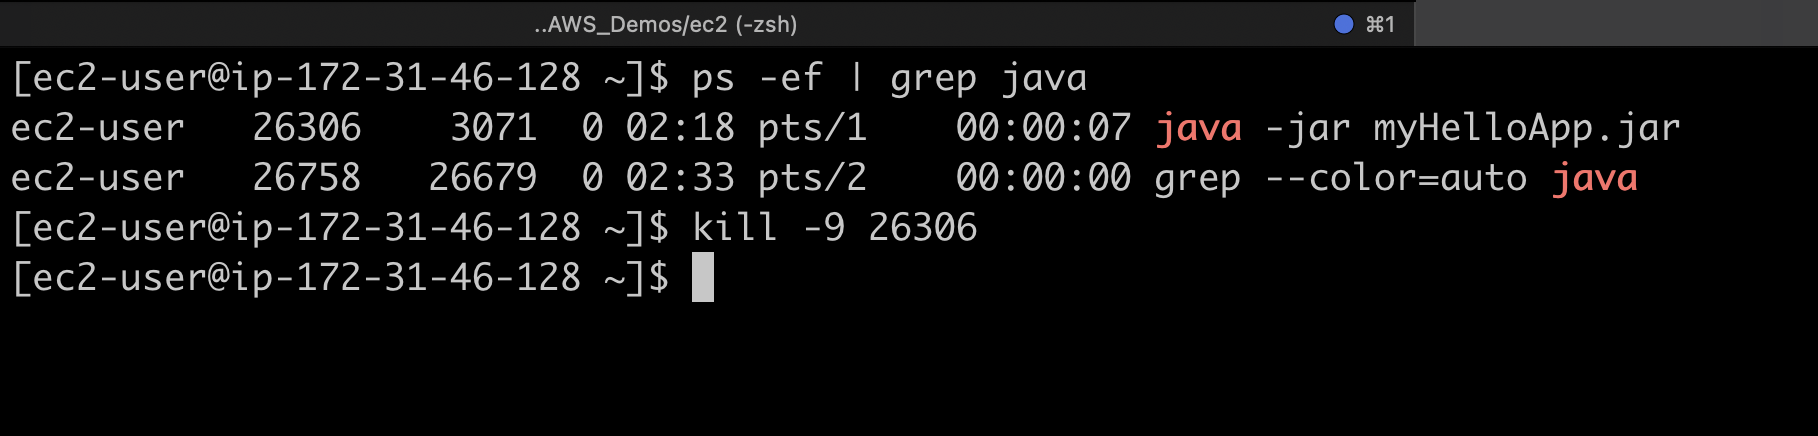 ..AWS_Demos/ec2 (-zsh) ⌘1
[ec2-user@ip-172-31-46-128 ~]$ ps -ef | grep java
ec2-user   26306    3071  0 02:18 pts/1    00:00:07 java -jar myHelloApp.jar
ec2-user   26758   26679  0 02:33 pts/2    00:00:00 grep --color=auto java
[ec2-user@ip-172-31-46-128 ~]$ kill -9 26306
[ec2-user@ip-172-31-46-128 ~]$